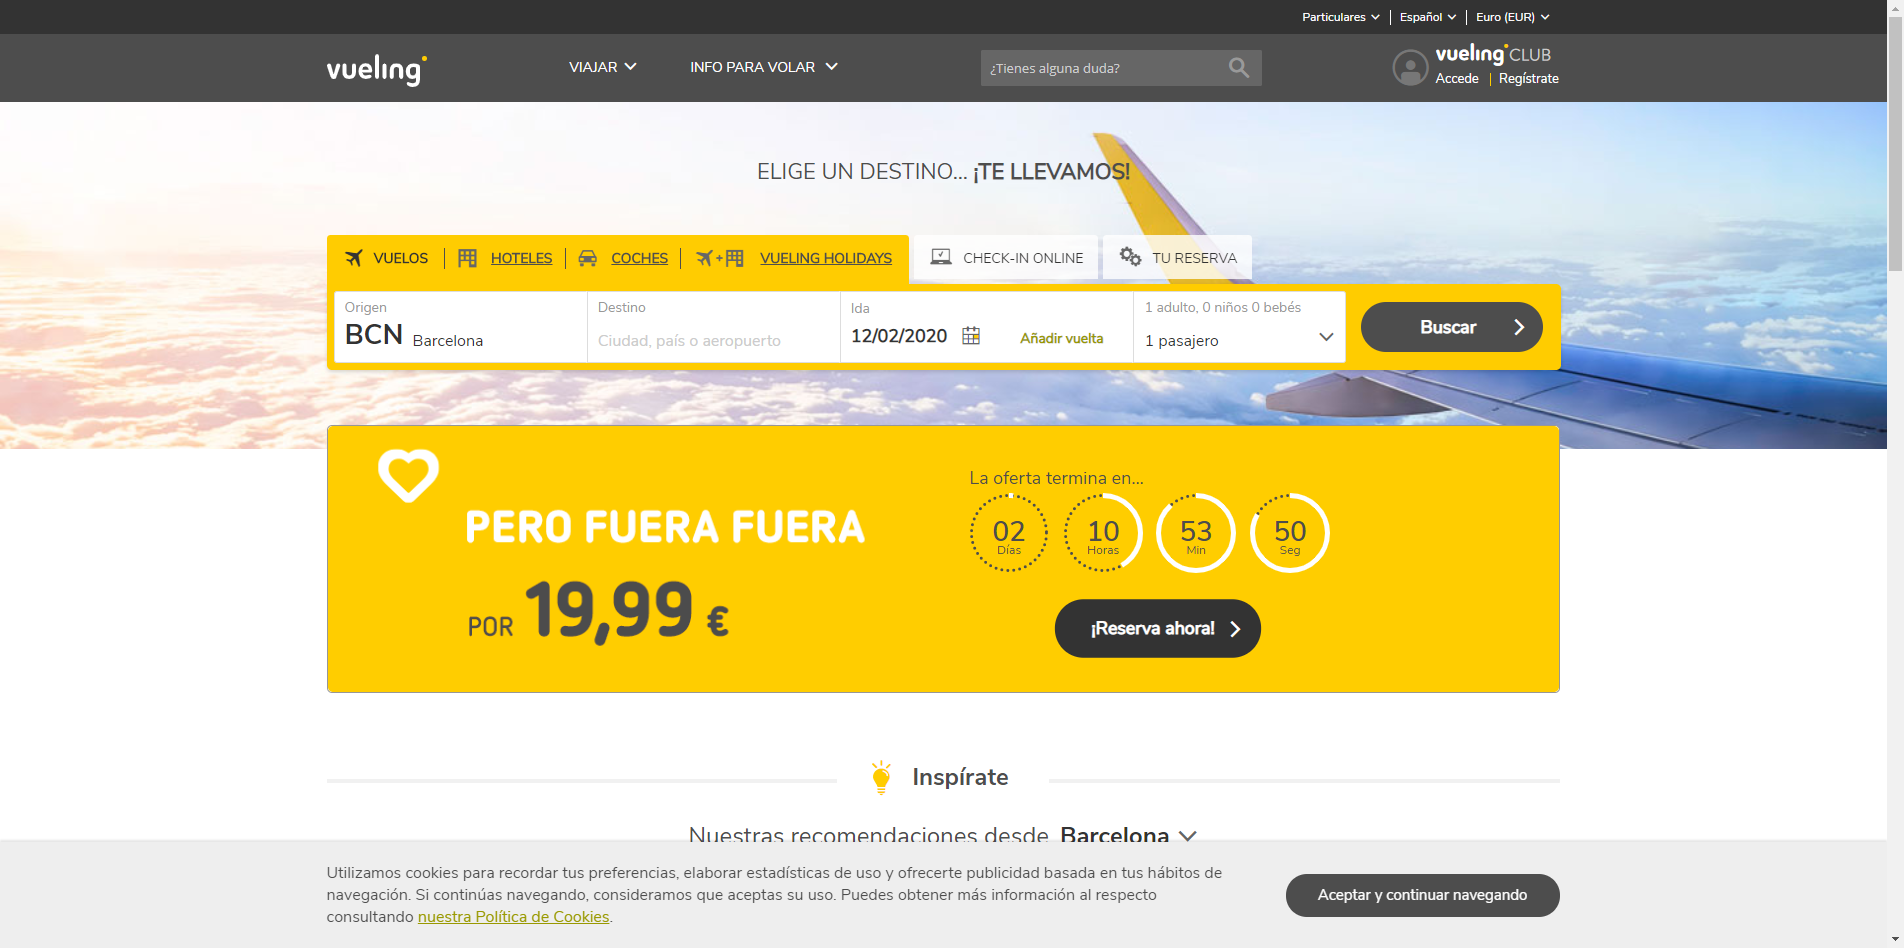 Particulares
Español
Euro (EUR)
vueling
VIAJAR
INFO PARA VOLAR
¿Tienes alguna duda?
vueling CLUB
Accede
Regístrate
ELIGE UN DESTINO... ¡TE LLEVAMOS!
VUELOS
HOTELES
COCHES
VUELING HOLIDAYS
CHECK-IN ONLINE
TU RESERVA
Origen
BCN Barcelona
Destino
Ciudad, país o aeropuerto
Ida
12/02/2020
Añadir vuelta
1 adulto, 0 niños 0 bebés
1 pasajero
Buscar
PERO FUERA FUERA
POR 19,99 €
La oferta termina en...
02 Días
10 Horas
53 Min
50 Seg
¡Reserva ahora!
Inspírate
Nuestras recomendaciones desde Barcelona
Utilizamos cookies para recordar tus preferencias, elaborar estadísticas de uso y ofrecerte publicidad basada en tus hábitos de
navegación. Si continúas navegando, consideramos que aceptas su uso. Puedes obtener más información al respecto
consultando nuestra Política de Cookies.
Aceptar y continuar navegando